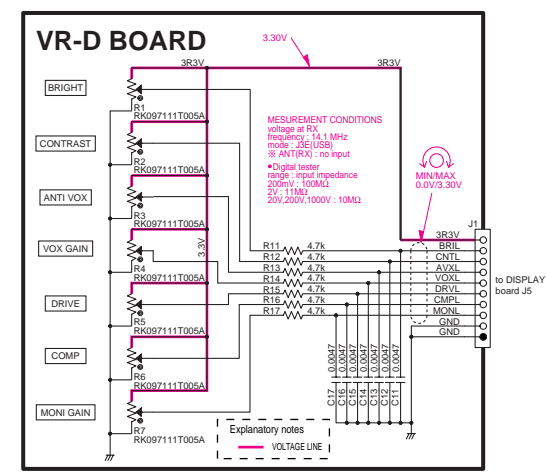 VR-D BOARD
3.30V
3R3V
3R3V
BRIGHT
R1
RK097111T005A
CONTRAST
R2
RK097111T005A
ANTI VOX
R3
RK097111T005A
VOX GAIN
R4
RK097111T005A
DRIVE
R5
RK097111T005A
COMP
R6
RK097111T005A
MONI GAIN
R7
RK097111T005A
3.3V
MESUREMENT CONDITIONS
voltage at RX
frequency : 14.1 MHz
mode : J3E(USB)
※ ANT(RX) : no input
•Digital tester
range : input impedance
200mV : 100MΩ
2V : 11MΩ
20V,200V,1000V : 10MΩ
MIN/MAX
0.0V/3.30V
R11 4.7k
R12 4.7k
R13 4.7k
R14 4.7k
R15 4.7k
R16 4.7k
R17 4.7k
J1
3R3V
BRIL
CNTL
AVXL
VOXL
DRVL
CMPL
MONL
GND
GND
to DISPLAY
board J5
C17 0.0047
C16 0.0047
C15 0.0047
C14 0.0047
C13 0.0047
C12 0.0047
C11 0.0047
Explanatory notes
VOLTAGE LINE